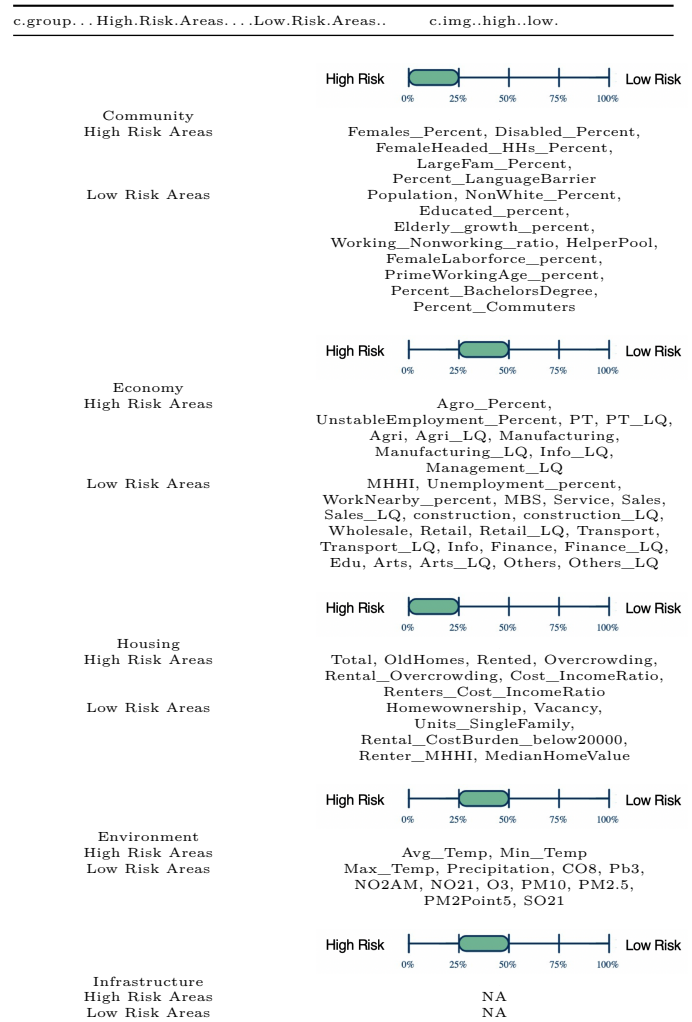 c.group...High.Risk.Areas....Low.Risk.Areas.. c.img..high..low.
High Risk Low Risk
0% 25% 50% 75% 100%
Community
High Risk Areas Females_Percent, Disabled_Percent,
FemaleHeaded_HHs_Percent,
LargeFam_Percent,
Percent_LanguageBarrier
Low Risk Areas Population, NonWhite_Percent,
Educated_percent,
Elderly_growth_percent,
Working_Nonworking_ratio, HelperPool,
FemaleLaborforce_percent,
PrimeWorkingAge_percent,
Percent_BachelorsDegree,
Percent_Commuters
High Risk Low Risk
0% 25% 50% 75% 100%
Economy
High Risk Areas Agro_Percent,
UnstableEmployment_Percent, PT, PT_LQ,
Agri, Agri_LQ, Manufacturing,
Manufacturing_LQ, Info_LQ,
Management_LQ
Low Risk Areas MHHI, Unemployment_percent,
WorkNearby_percent, MBS, Service, Sales,
Sales_LQ, construction, construction_LQ,
Wholesale, Retail, Retail_LQ, Transport,
Transport_LQ, Info, Finance, Finance_LQ,
Edu, Arts, Arts_LQ, Others, Others_LQ
High Risk Low Risk
0% 25% 50% 75% 100%
Housing
High Risk Areas Total, OldHomes, Rented, Overcrowding,
Rental_Overcrowding, Cost_IncomeRatio,
Renters_Cost_IncomeRatio
Low Risk Areas Homewownership, Vacancy,
Units_SingleFamily,
Rental_CostBurden_below20000,
Renter_MHHI, MedianHomeValue
High Risk Low Risk
0% 25% 50% 75% 100%
Environment
High Risk Areas Avg_Temp, Min_Temp
Low Risk Areas Max_Temp, Precipitation, CO8, Pb3,
NO2AM, NO21, O3, PM10, PM2.5,
PM2Point5, SO21
High Risk Low Risk
0% 25% 50% 75% 100%
Infrastructure
High Risk Areas NA
Low Risk Areas NA